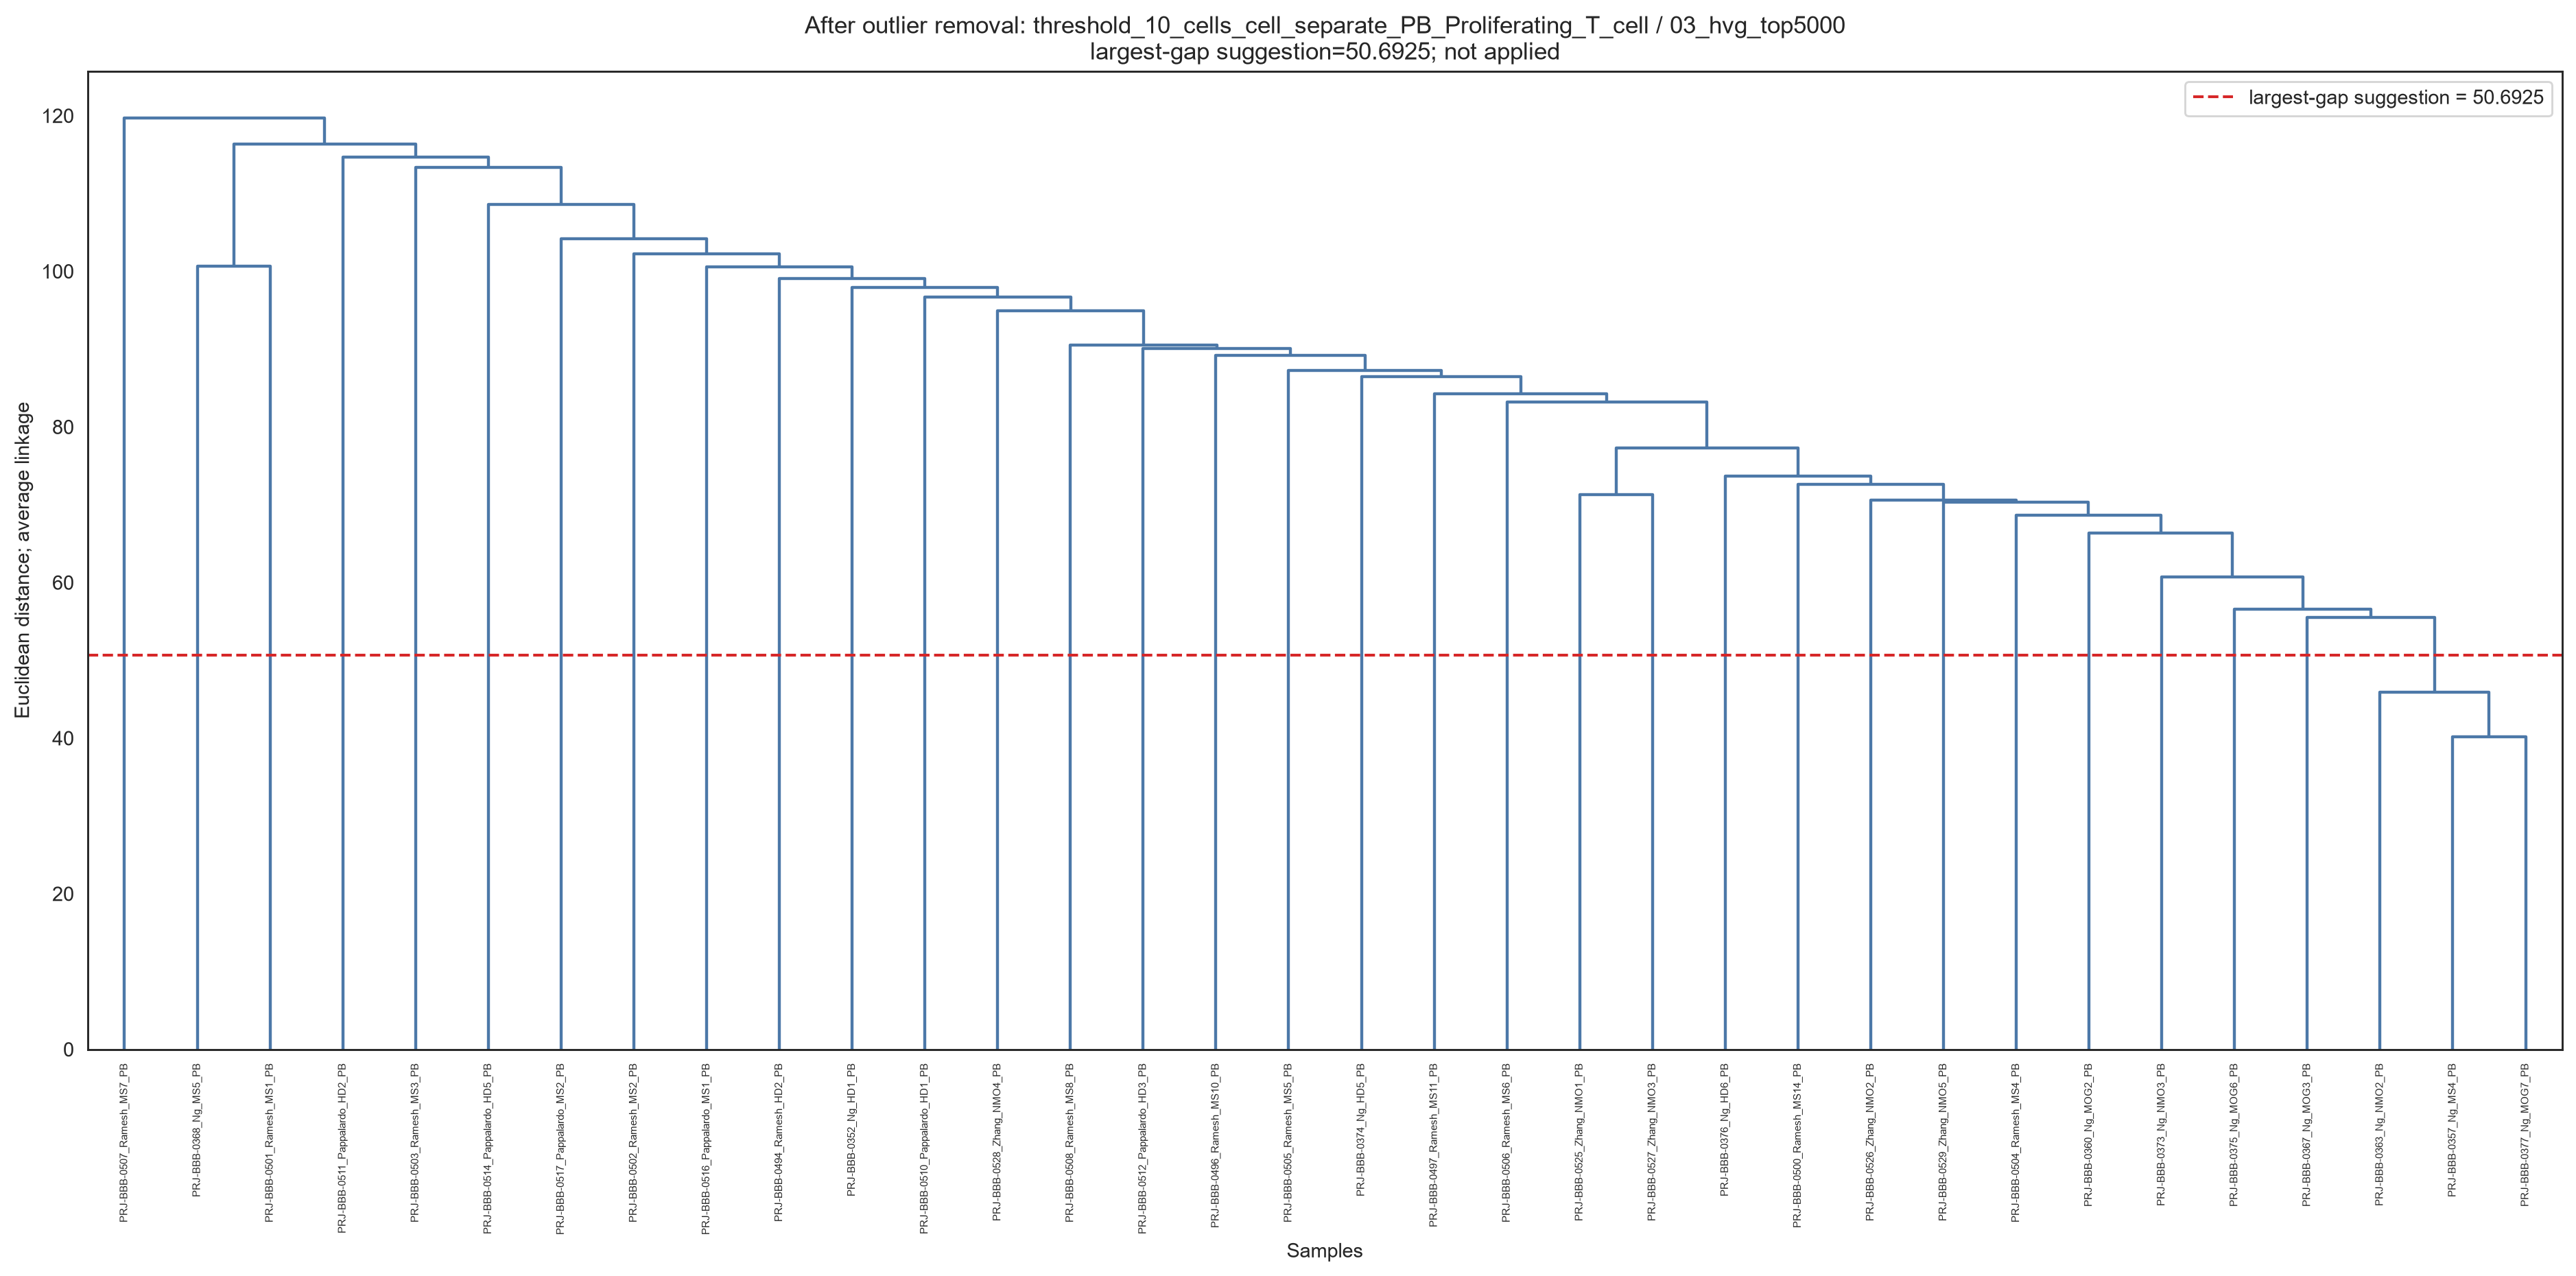 After outlier removal: threshold_10_cells_cell_separate_PB_Proliferating_T_cell / 03_hvg_top5000
largest-gap suggestion=50.6925; not applied
largest-gap suggestion = 50.6925
Euclidean distance; average linkage
120
100
80
60
40
20
0
PRJ-BBB-0507_Ramesh_MS7_PB
PRJ-BBB-0368_Ng_MS5_PB
PRJ-BBB-0501_Ramesh_MS1_PB
PRJ-BBB-0511_Pappalardo_HD2_PB
PRJ-BBB-0503_Ramesh_MS3_PB
PRJ-BBB-0514_Pappalardo_HD5_PB
PRJ-BBB-0517_Pappalardo_MS2_PB
PRJ-BBB-0502_Ramesh_MS2_PB
PRJ-BBB-0516_Pappalardo_MS1_PB
PRJ-BBB-0494_Ramesh_HD2_PB
PRJ-BBB-0352_Ng_HD1_PB
PRJ-BBB-0510_Pappalardo_HD1_PB
PRJ-BBB-0528_Zhang_NMO4_PB
PRJ-BBB-0508_Ramesh_MS8_PB
PRJ-BBB-0512_Pappalardo_HD3_PB
PRJ-BBB-0496_Ramesh_MS10_PB
PRJ-BBB-0505_Ramesh_MS5_PB
PRJ-BBB-0374_Ng_HD5_PB
PRJ-BBB-0497_Ramesh_MS11_PB
PRJ-BBB-0506_Ramesh_MS6_PB
PRJ-BBB-0525_Zhang_NMO1_PB
PRJ-BBB-0527_Zhang_NMO3_PB
PRJ-BBB-0376_Ng_HD6_PB
PRJ-BBB-0500_Ramesh_MS14_PB
PRJ-BBB-0526_Zhang_NMO2_PB
PRJ-BBB-0529_Zhang_NMO5_PB
PRJ-BBB-0504_Ramesh_MS4_PB
PRJ-BBB-0360_Ng_MOG2_PB
PRJ-BBB-0373_Ng_NMO3_PB
PRJ-BBB-0375_Ng_MOG6_PB
PRJ-BBB-0367_Ng_MOG3_PB
PRJ-BBB-0363_Ng_NMO2_PB
PRJ-BBB-0357_Ng_MS4_PB
PRJ-BBB-0377_Ng_MOG7_PB
Samples